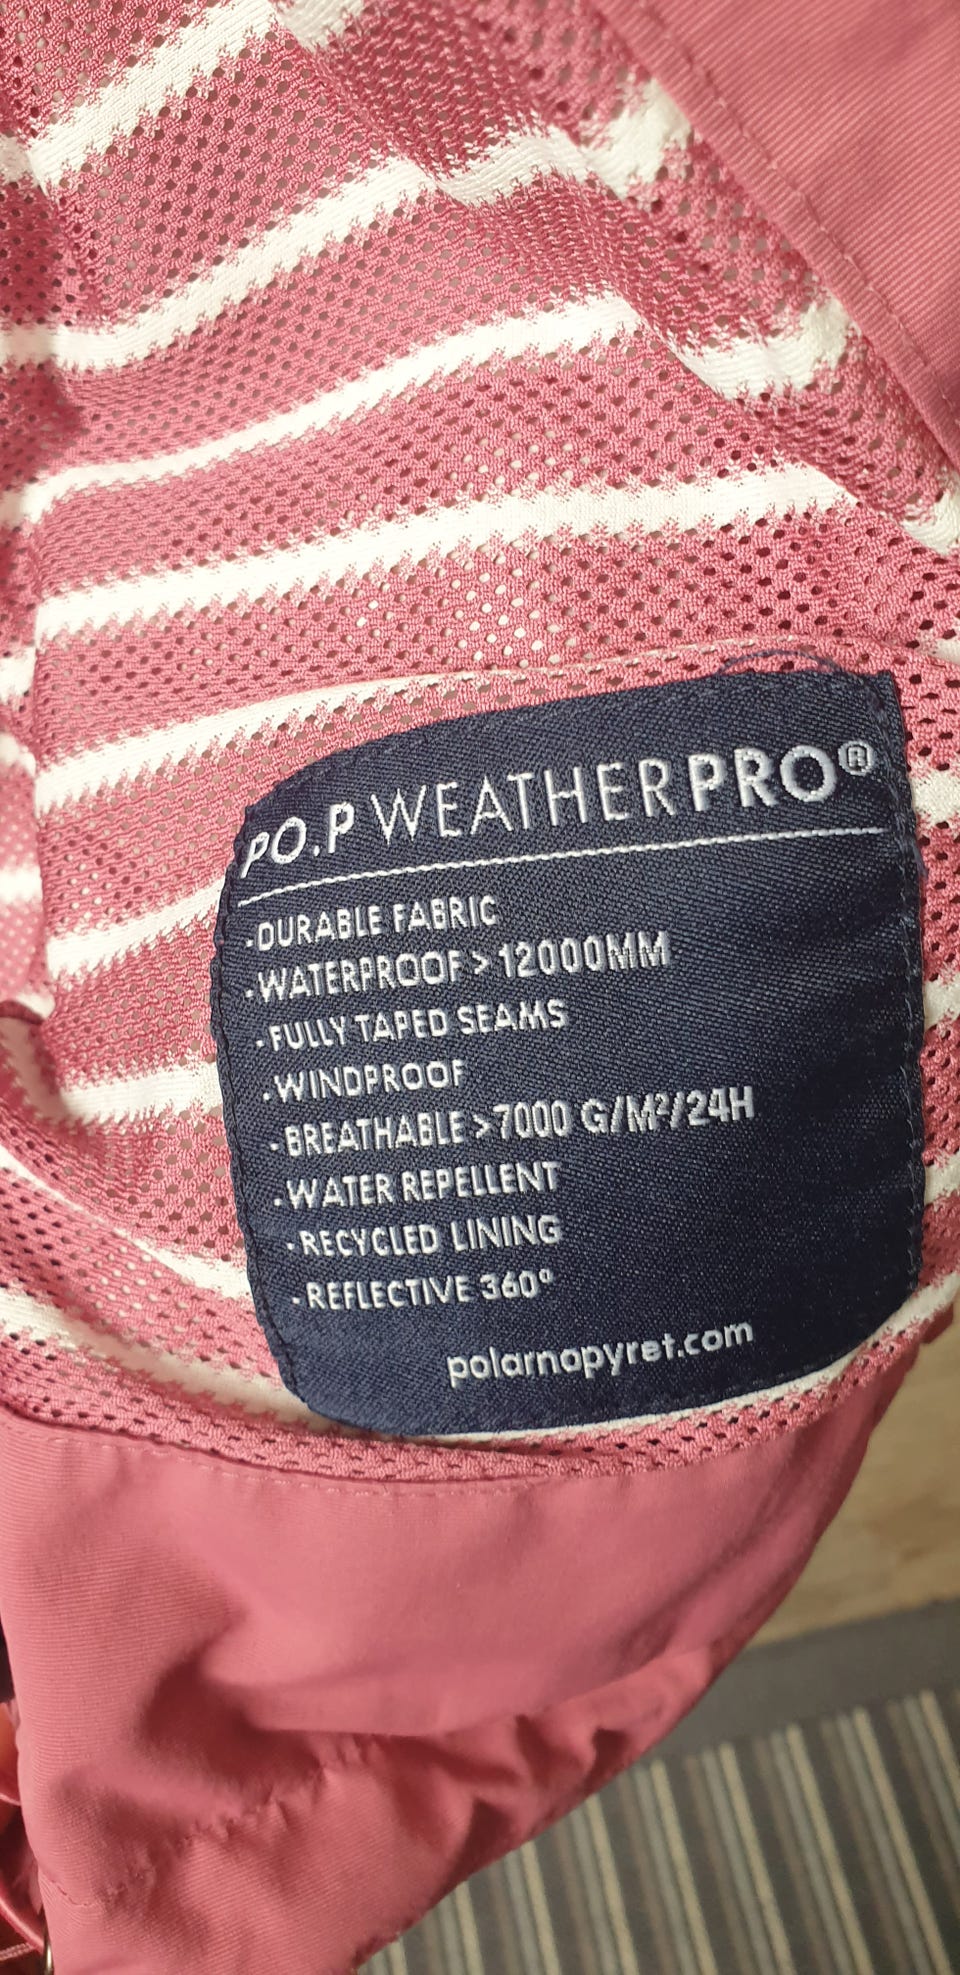 PO.P WEATHERPRO®
-DURABLE FABRIC
-WATERPROOF > 12000MM
-FULLY TAPED SEAMS
-WINDPROOF
-BREATHABLE >7000 G/M²/24H
-WATER REPELLENT
-RECYCLED LINING
-REFLECTIVE 360°
polarnopyret.com